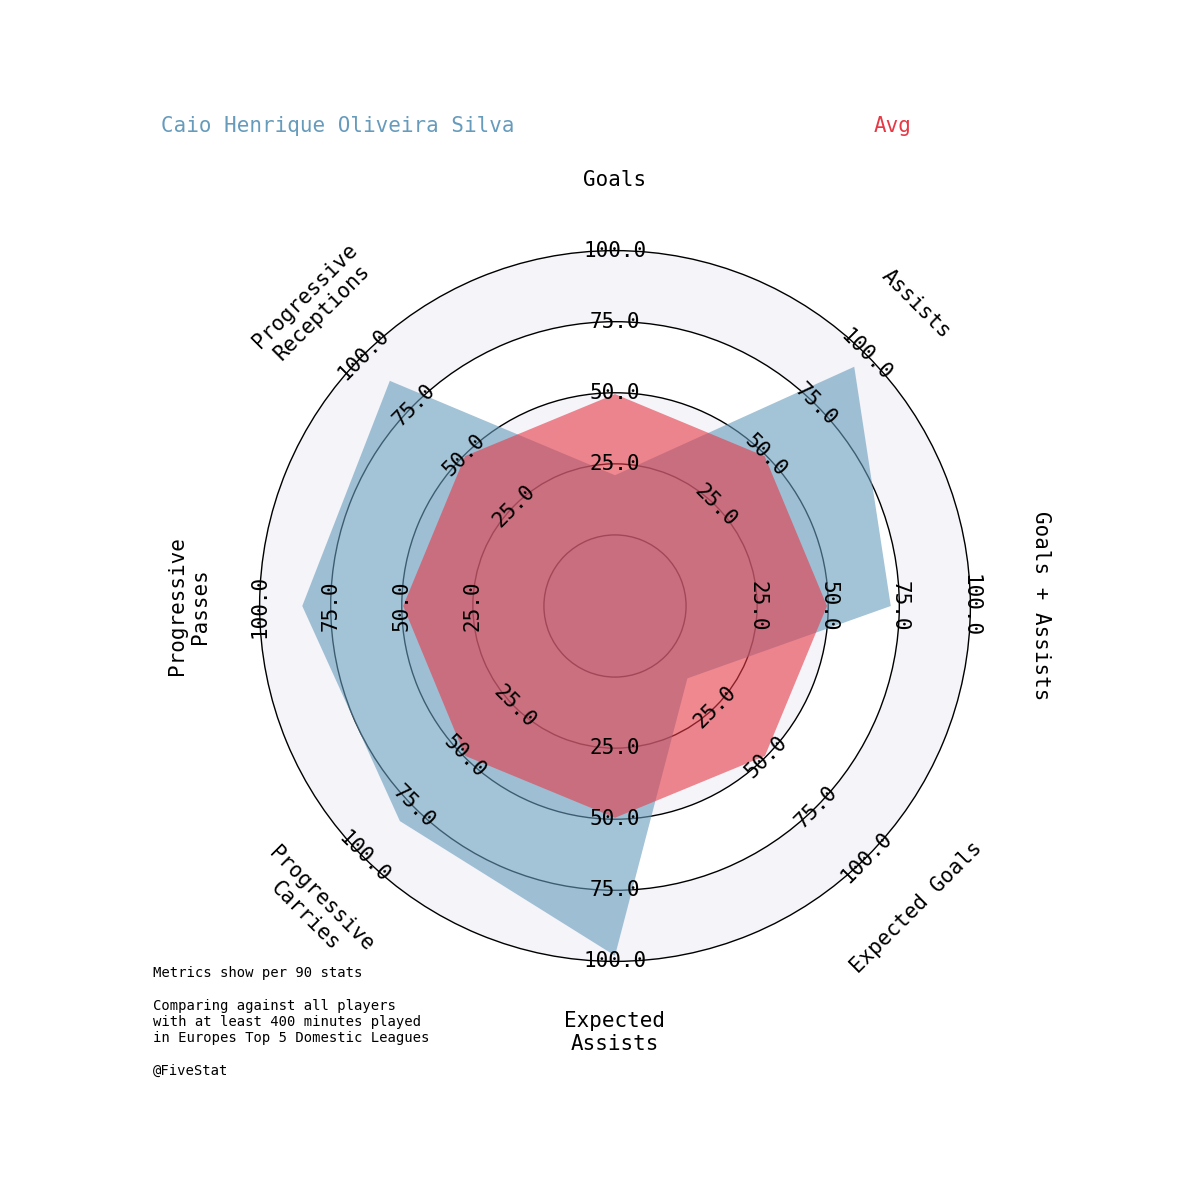 Caio Henrique Oliveira Silva
Avg
Goals
Assists
Goals + Assists
Expected Goals
Expected
Assists
Progressive
Carries
Progressive
Passes
Progressive
Receptions
25.0
50.0
75.0
100.0
25.0
50.0
75.0
100.0
25.0
50.0
75.0
100.0
25.0
50.0
75.0
100.0
25.0
50.0
75.0
100.0
25.0
50.0
75.0
100.0
25.0
50.0
75.0
100.0
25.0
50.0
75.0
100.0
Metrics show per 90 stats
Comparing against all players
with at least 400 minutes played
in Europes Top 5 Domestic Leagues
@FiveStat